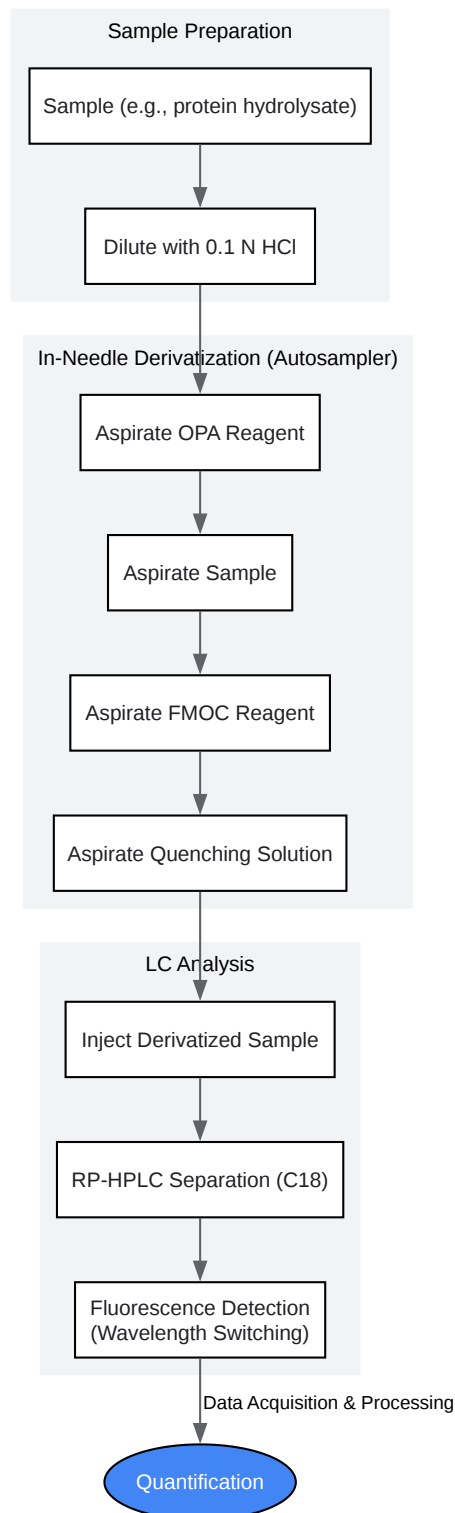 Sample Preparation
Sample (e.g., protein hydrolysate)
Dilute with 0.1 N HCl
In-Needle Derivatization (Autosampler)
Aspirate OPA Reagent
Aspirate Sample
Aspirate FMOC Reagent
Aspirate Quenching Solution
LC Analysis
Inject Derivatized Sample
RP-HPLC Separation (C18)
Fluorescence Detection
(Wavelength Switching)
Data Acquisition & Processing
Quantification